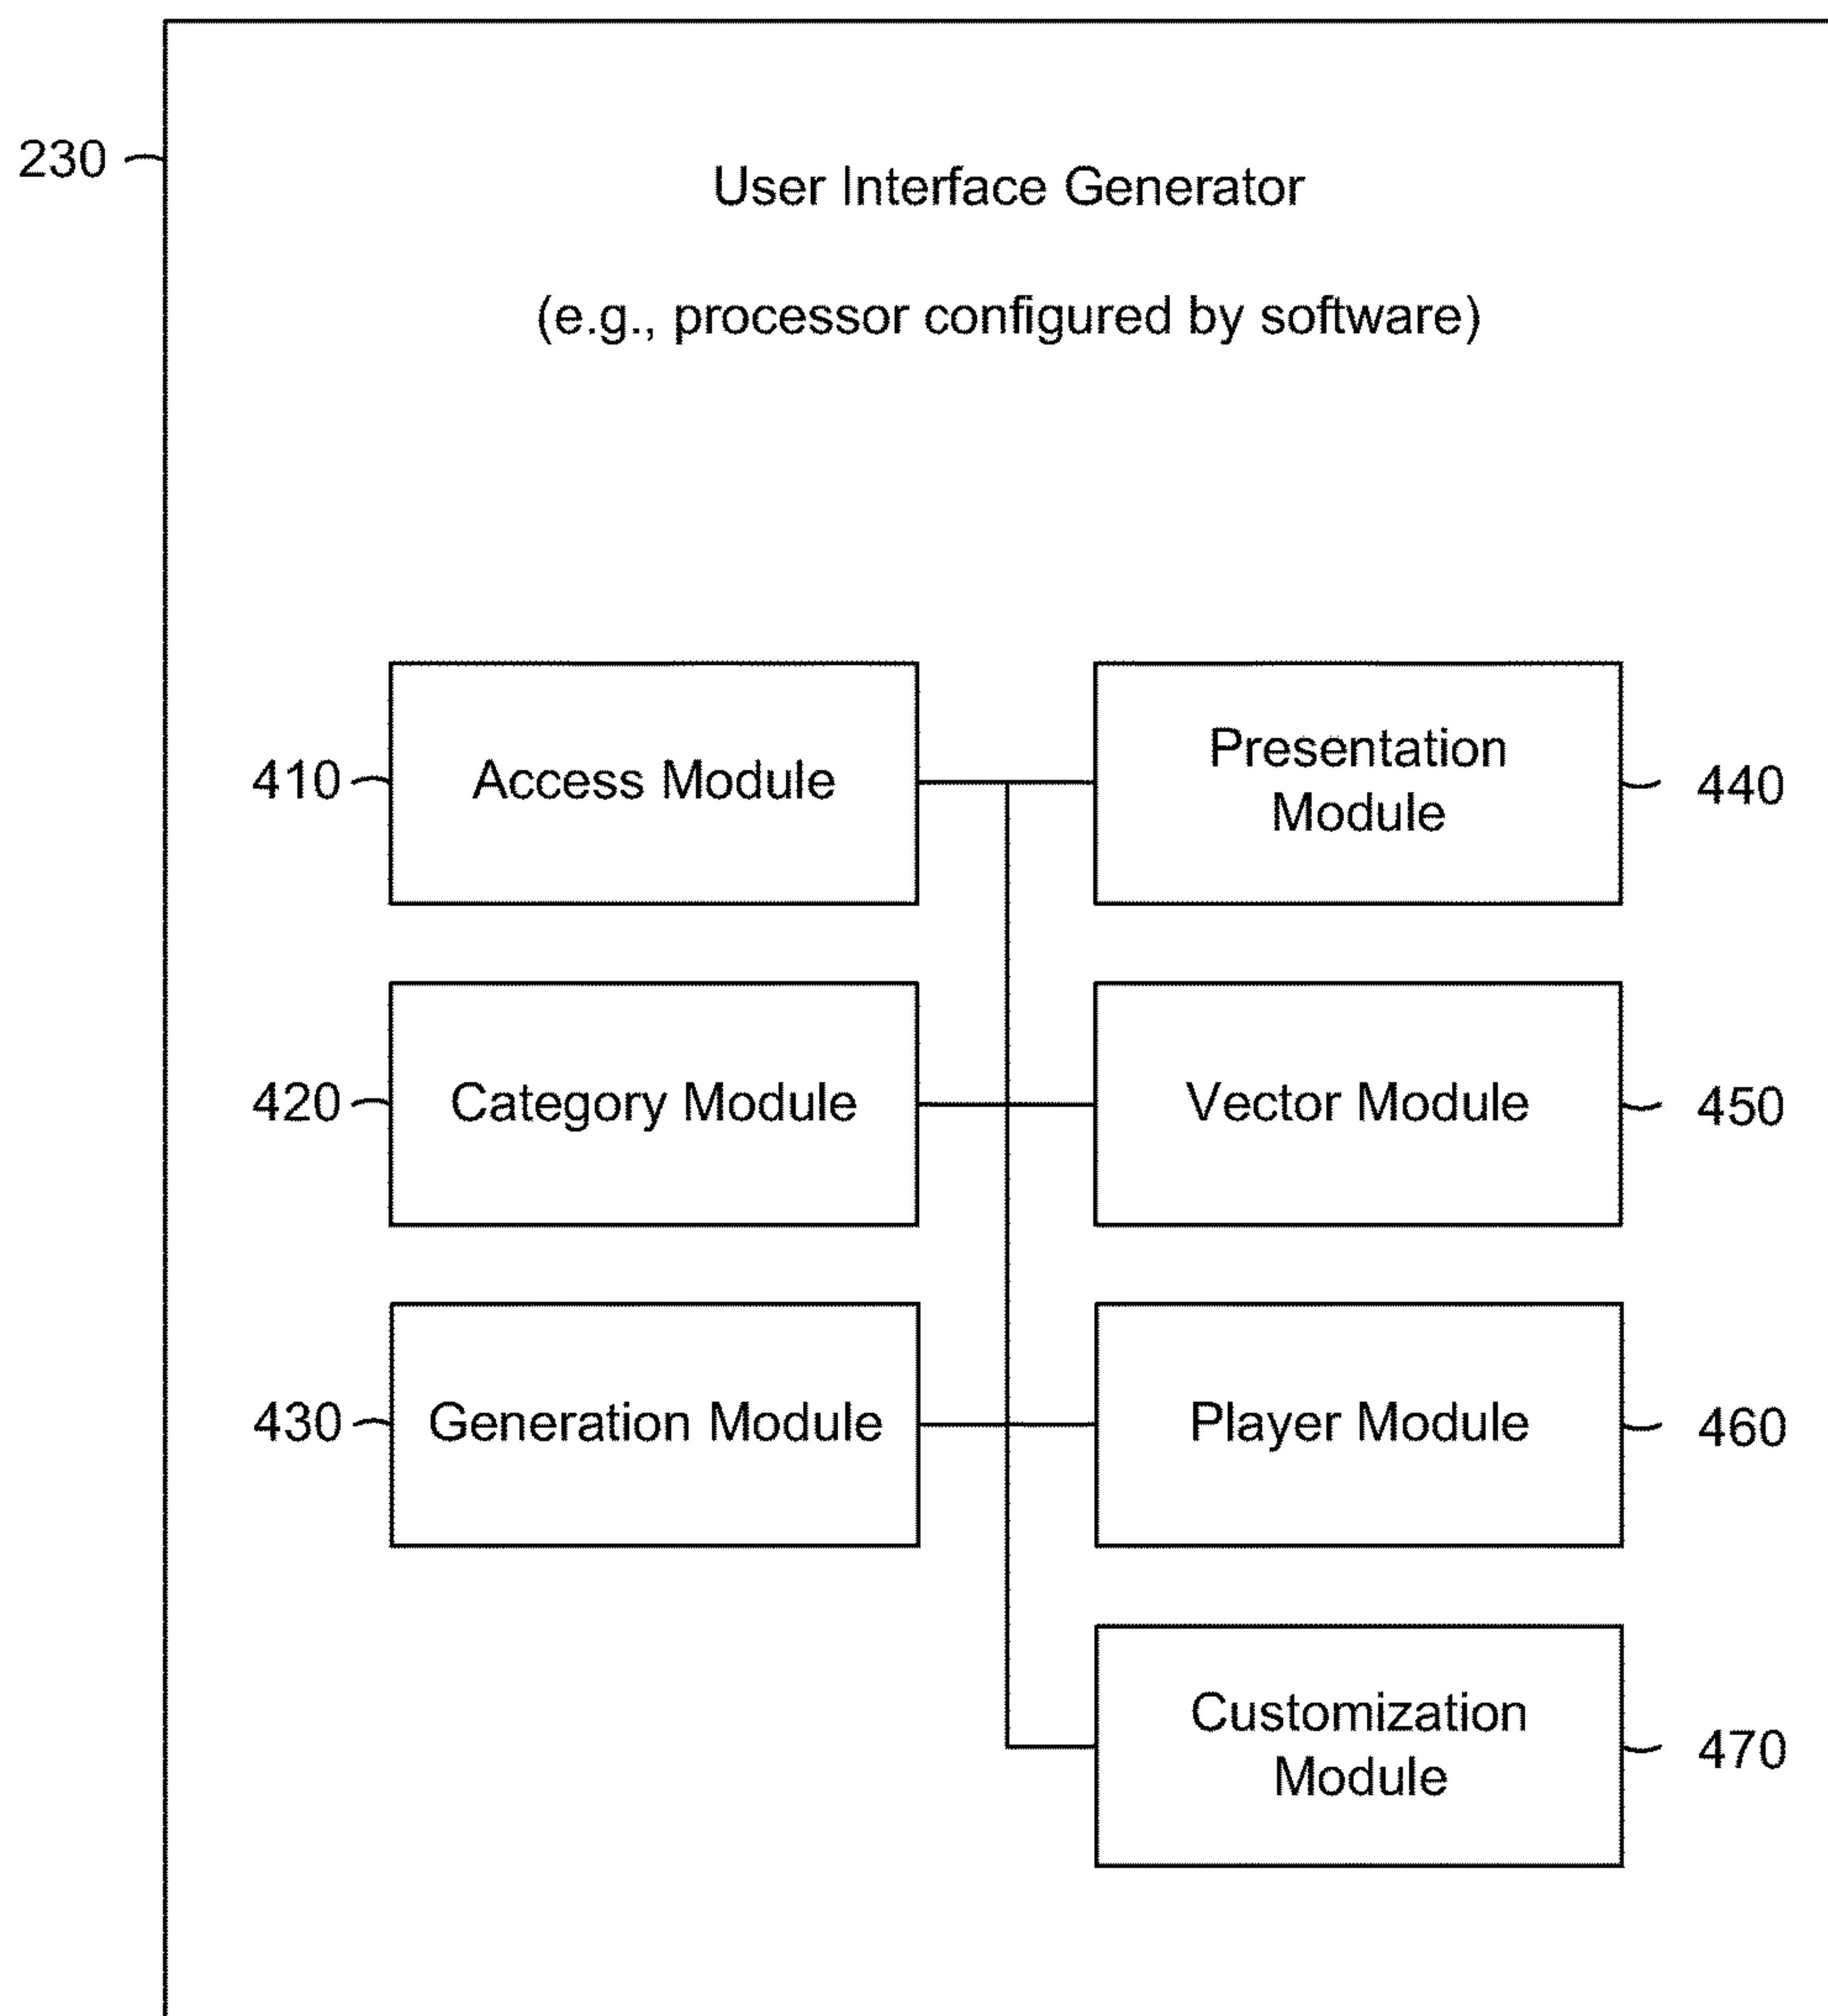 230
User Interface Generator
(e.g., processor configured by software)
410
Access Module
Presentation
Module
440
420
Category Module
Vector Module
450
430
Generation Module
Player Module
460
Customization
Module
470